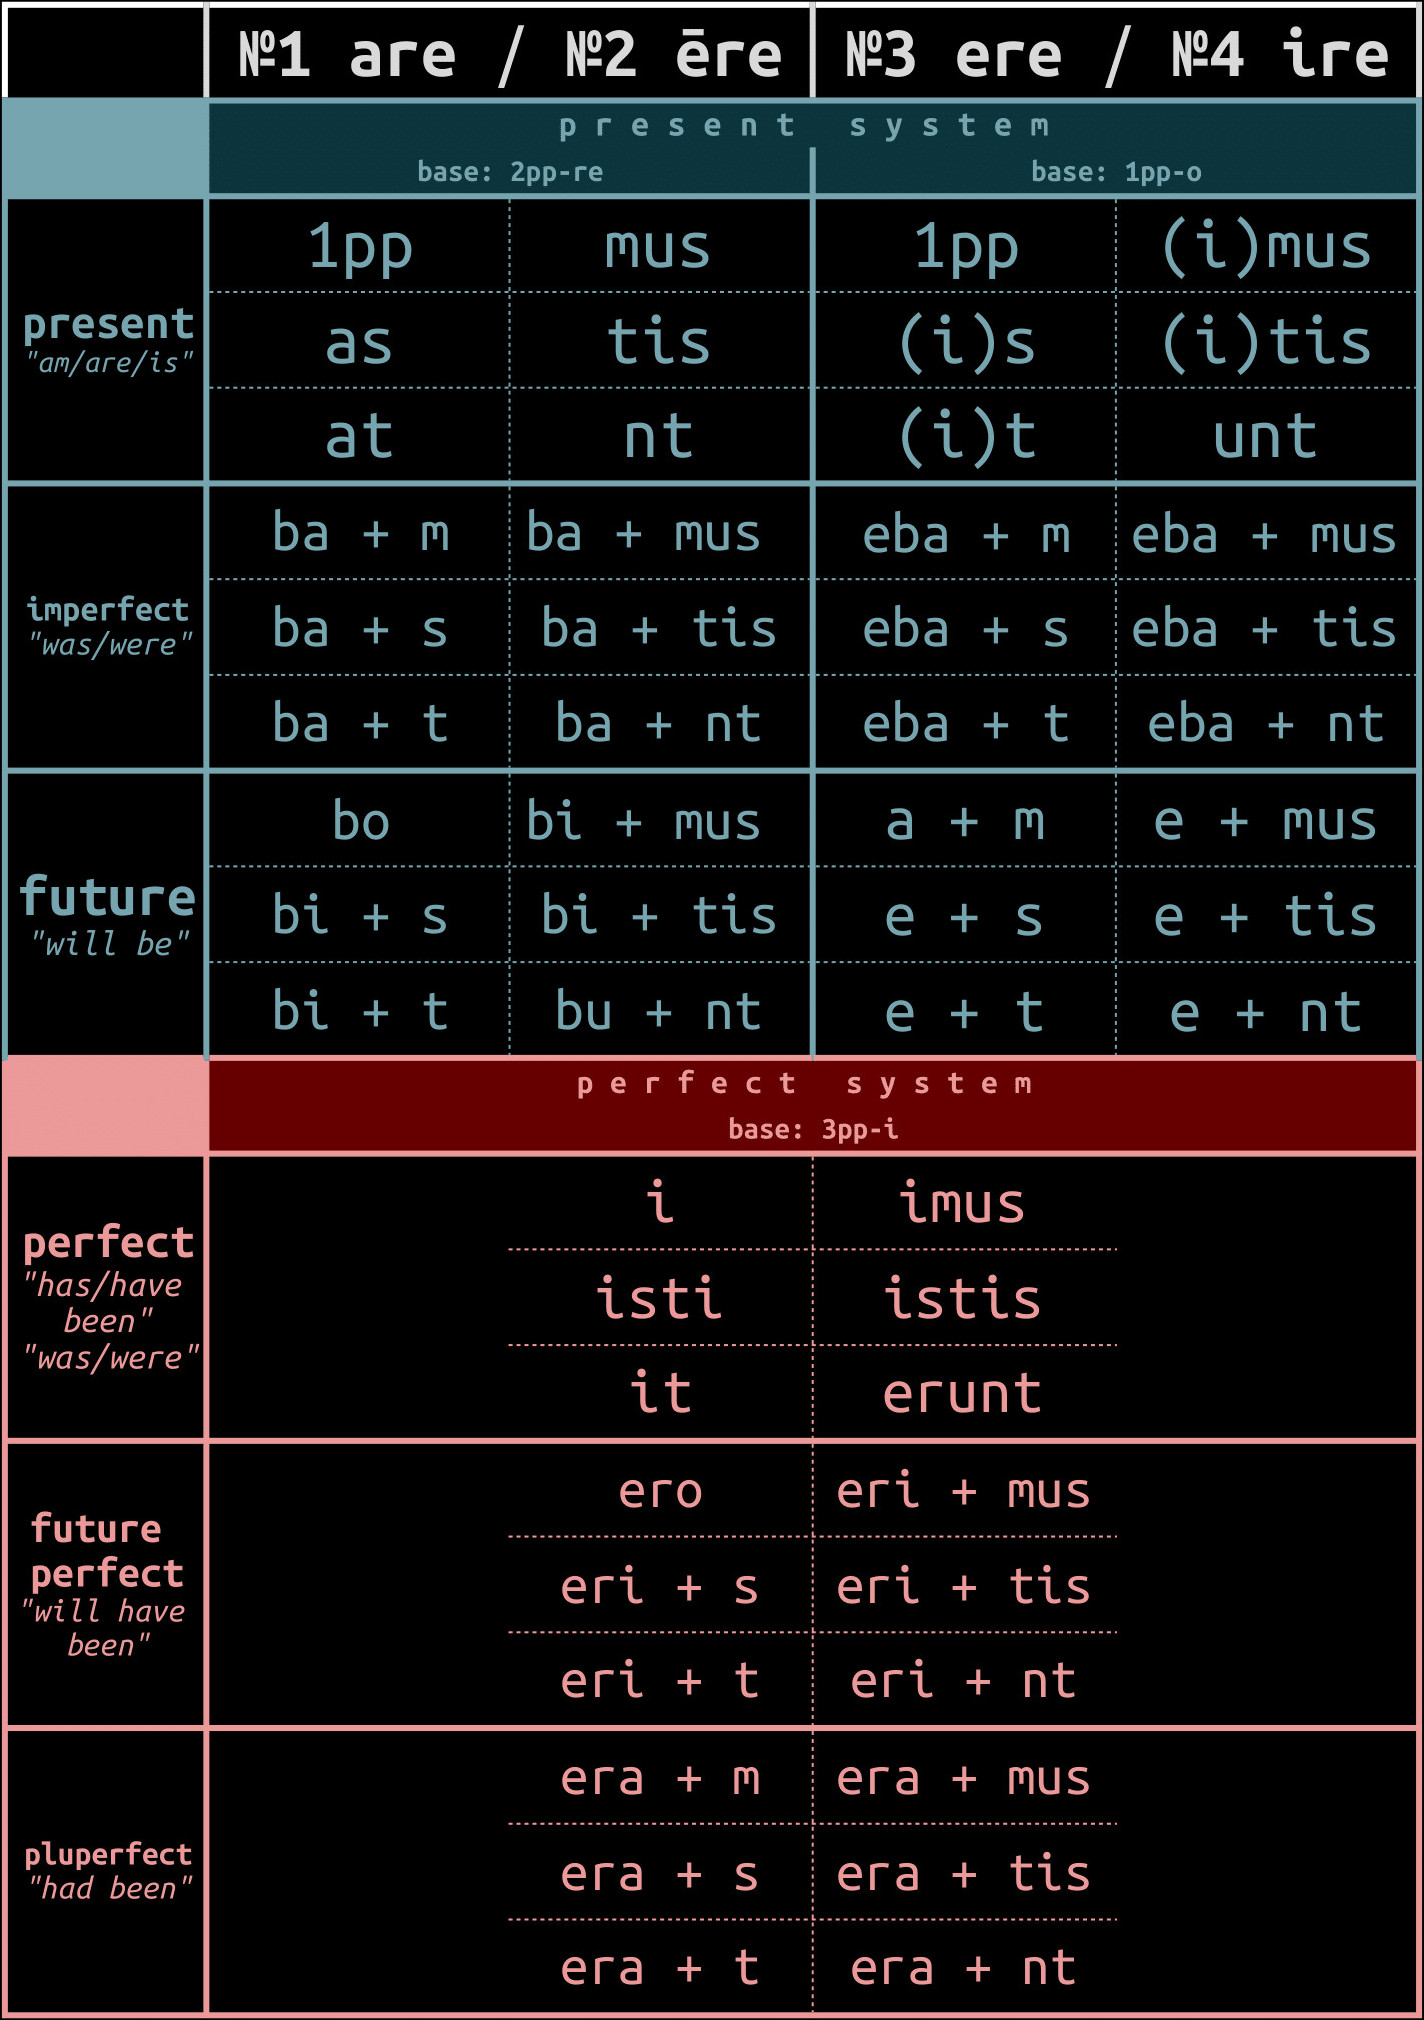 №1 are / №2 ēre №3 ere / №4 ire
present system
base: 2pp-re base: 1pp-o
present
"am/are/is"
1pp mus 1pp (i)mus
as tis (i)s (i)tis
at nt (i)t unt
imperfect
"was/were"
ba + m ba + mus eba + m eba + mus
ba + s ba + tis eba + s eba + tis
ba + t ba + nt eba + t eba + nt
future
"will be"
bo bi + mus a + m e + mus
bi + s bi + tis e + s e + tis
bi + t bu + nt e + t e + nt
perfect system
base: 3pp-i
perfect
"has/have
been"
"was/were"
i imus
isti istis
it erunt
future
perfect
"will have
been"
ero eri + mus
eri + s eri + tis
eri + t eri + nt
pluperfect
"had been"
era + m era + mus
era + s era + tis
era + t era + nt